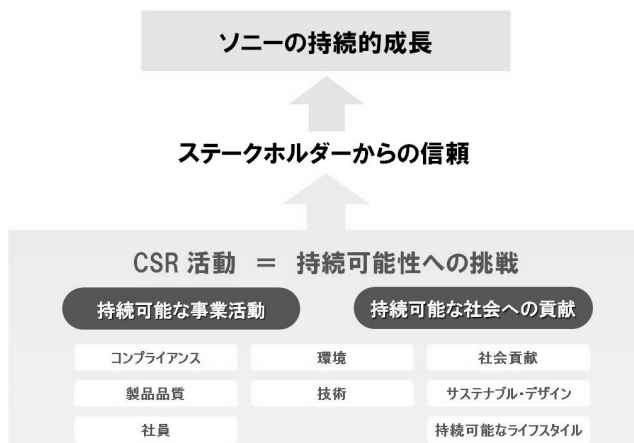 ソニーの持続的成長
ステークホルダーからの信頼
CSR 活動 ＝ 持続可能性への挑戦
持続可能な事業活動 持続可能な社会への貢献
コンプライアンス 環境 社会貢献
製品品質 技術 サステナブル・デザイン
社員 持続可能なライフスタイル